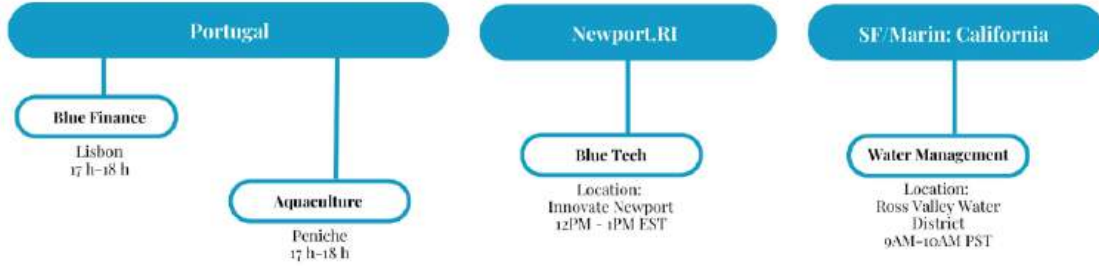 Portugal
Blue Finance
Lisbon
17 h-18 h
Aquaculture
Peniche
17 h-18 h
Newport,RI
Blue Tech
Location:
Innovate Newport
12PM - 1PM EST
SF/Marin: California
Water Management
Location:
Ross Valley Water
District
9AM-10AM PST